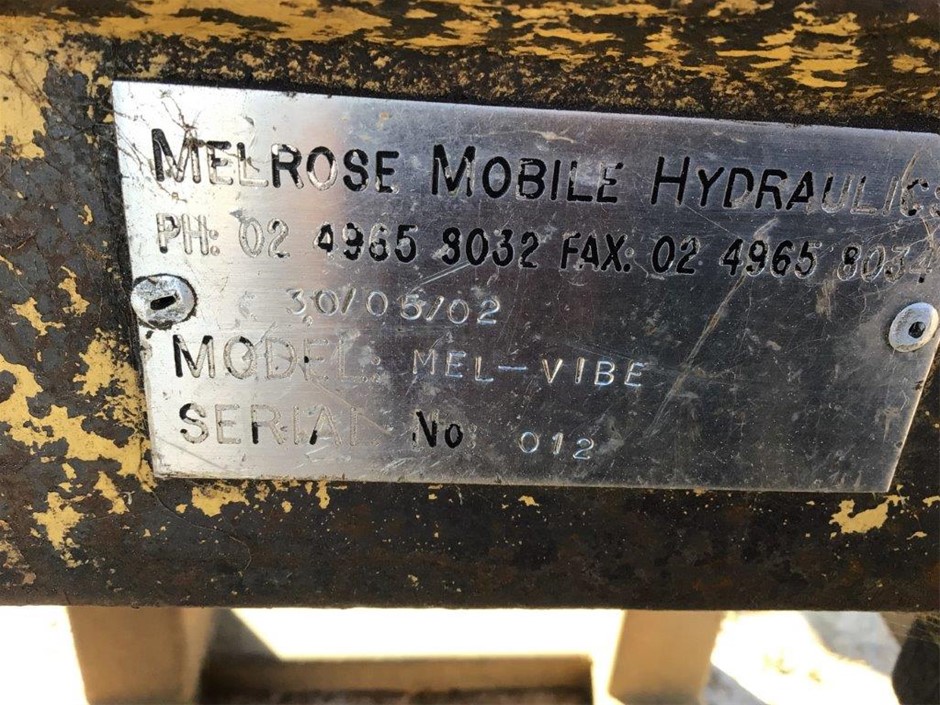 MELROSE MOBILE HYDRAULICS
PH: 02 4965 8032 FAX: 02 4965 8034
30/05/02
MODEL: MEL-VIBE
SERIAL No 012